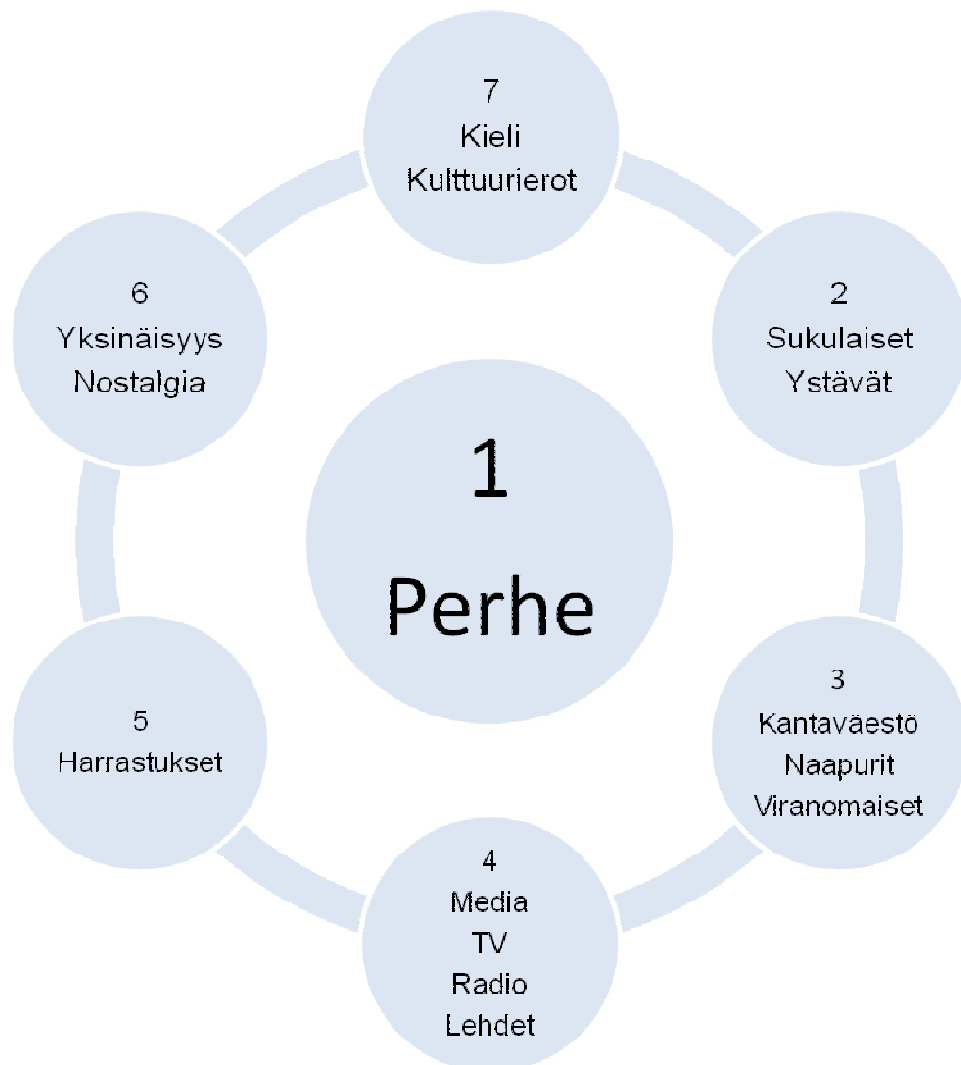 7
Kieli
Kulttuurierot
6
Yksinäisyys
Nostalgia
2
Sukulaiset
Ystävät
1
Perhe
5
Harrastukset
3
Kantaväestö
Naapurit
Viranomaiset
4
Media
TV
Radio
Lehdet